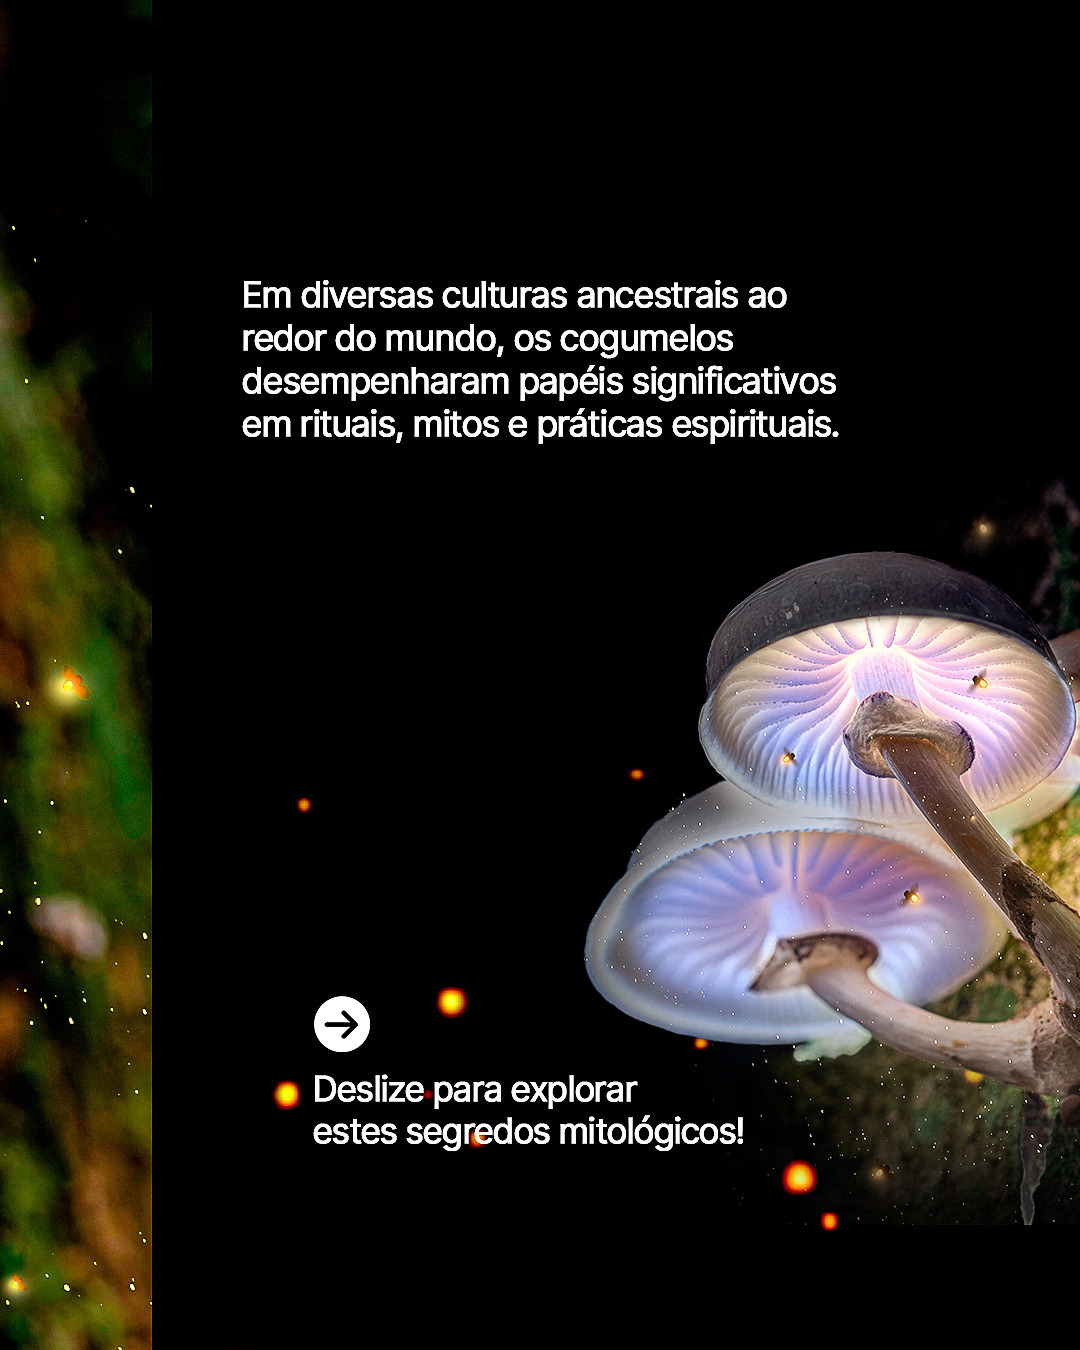 Em diversas culturas ancestrais ao
redor do mundo, os cogumelos
desempenharam papéis significativos
em rituais, mitos e práticas espirituais.
Deslize para explorar
estes segredos mitológicos!